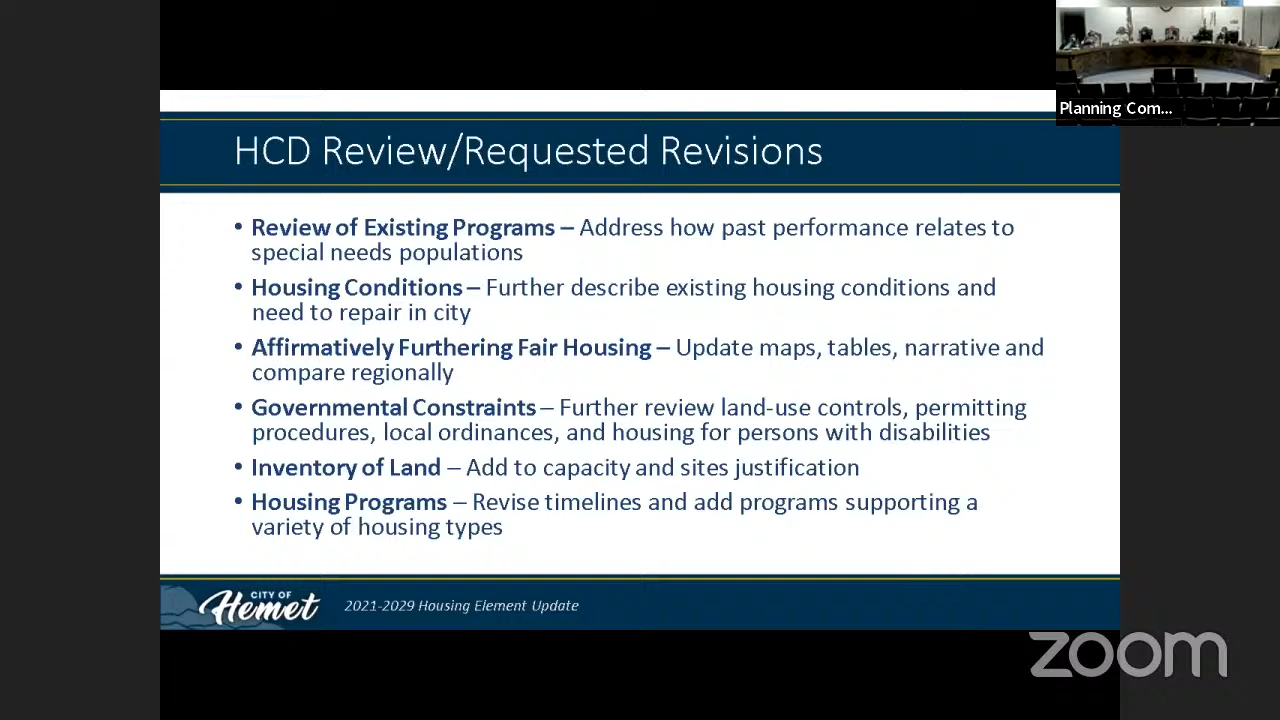 Planning Com...
HCD Review/Requested Revisions
• Review of Existing Programs – Address how past performance relates to
special needs populations
• Housing Conditions – Further describe existing housing conditions and
need to repair in city
• Affirmatively Furthering Fair Housing – Update maps, tables, narrative and
compare regionally
• Governmental Constraints – Further review land-use controls, permitting
procedures, local ordinances, and housing for persons with disabilities
• Inventory of Land – Add to capacity and sites justification
• Housing Programs – Revise timelines and add programs supporting a
variety of housing types
CITY OF
Hemet
2021-2029 Housing Element Update
zoom